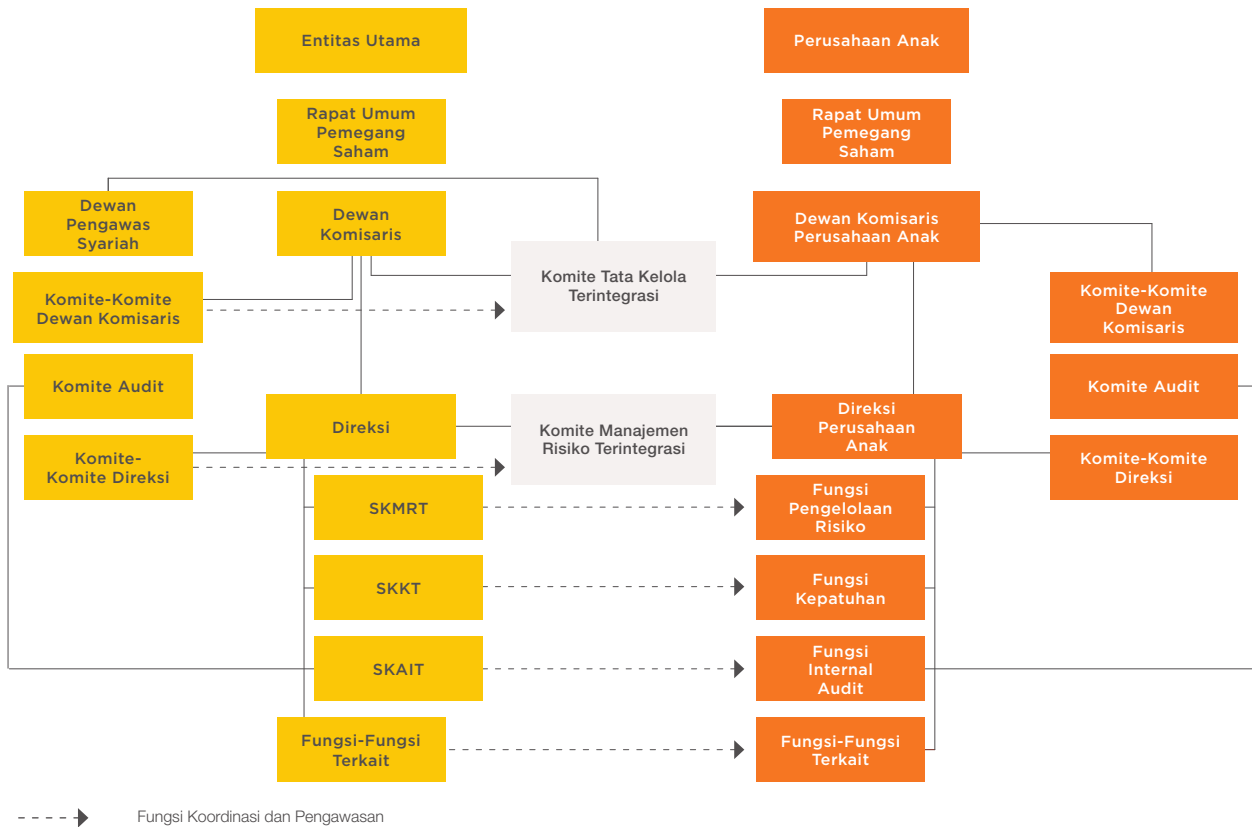 Entitas Utama
Perusahaan Anak
Rapat Umum
Pemegang
Saham
Rapat Umum
Pemegang
Saham
Dewan
Pengawas
Syariah
Dewan
Komisaris
Dewan Komisaris
Perusahaan Anak
Komite Tata Kelola
Terintegrasi
Komite-Komite
Dewan Komisaris
Komite-Komite
Dewan
Komisaris
Komite Audit
Komite Audit
Direksi
Komite Manajemen
Risiko Terintegrasi
Direksi
Perusahaan
Anak
Komite-
Komite Direksi
Komite-Komite
Direksi
SKMRT
Fungsi
Pengelolaan
Risiko
SKKT
Fungsi
Kepatuhan
SKAIT
Fungsi
Internal
Audit
Fungsi-Fungsi
Terkait
Fungsi-Fungsi
Terkait
Fungsi Koordinasi dan Pengawasan